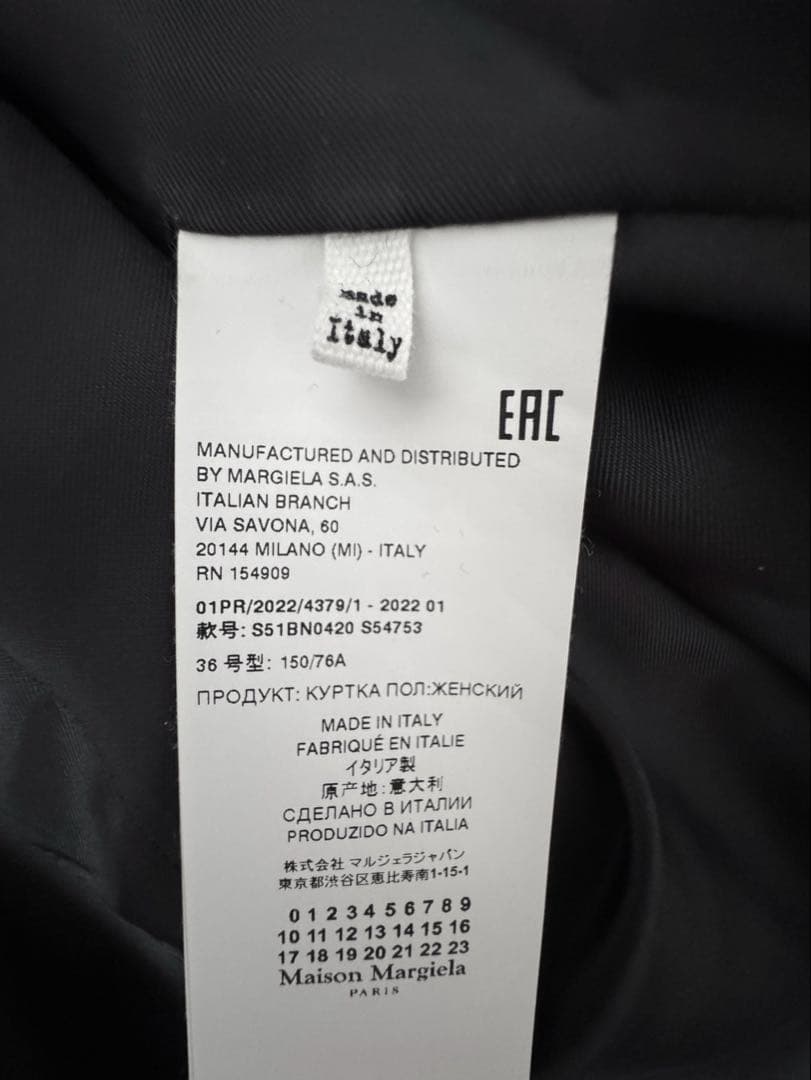 made
in
Italy
EAC
MANUFACTURED AND DISTRIBUTED
BY MARGIELA S.A.S.
ITALIAN BRANCH
VIA SAVONA, 60
20144 MILANO (MI) - ITALY
RN 154909
01PR/2022/4379/1 - 2022 01
款号: S51BN0420 S54753
36 号型: 150/76A
ПРОДУКТ: КУРТКА ПОЛ:ЖЕНСКИЙ
MADE IN ITALY
FABRIQUÉ EN ITALIE
イタリア製
原产地:意大利
СДЕЛАНО В ИТАЛИИ
PRODUZIDO NA ITALIA
株式会社 マルジェラジャパン
東京都渋谷区恵比寿南1-15-1
0 1 2 3 4 5 6 7 8 9
10 11 12 13 14 15 16
17 18 19 20 21 22 23
Maison Margiela
PARIS